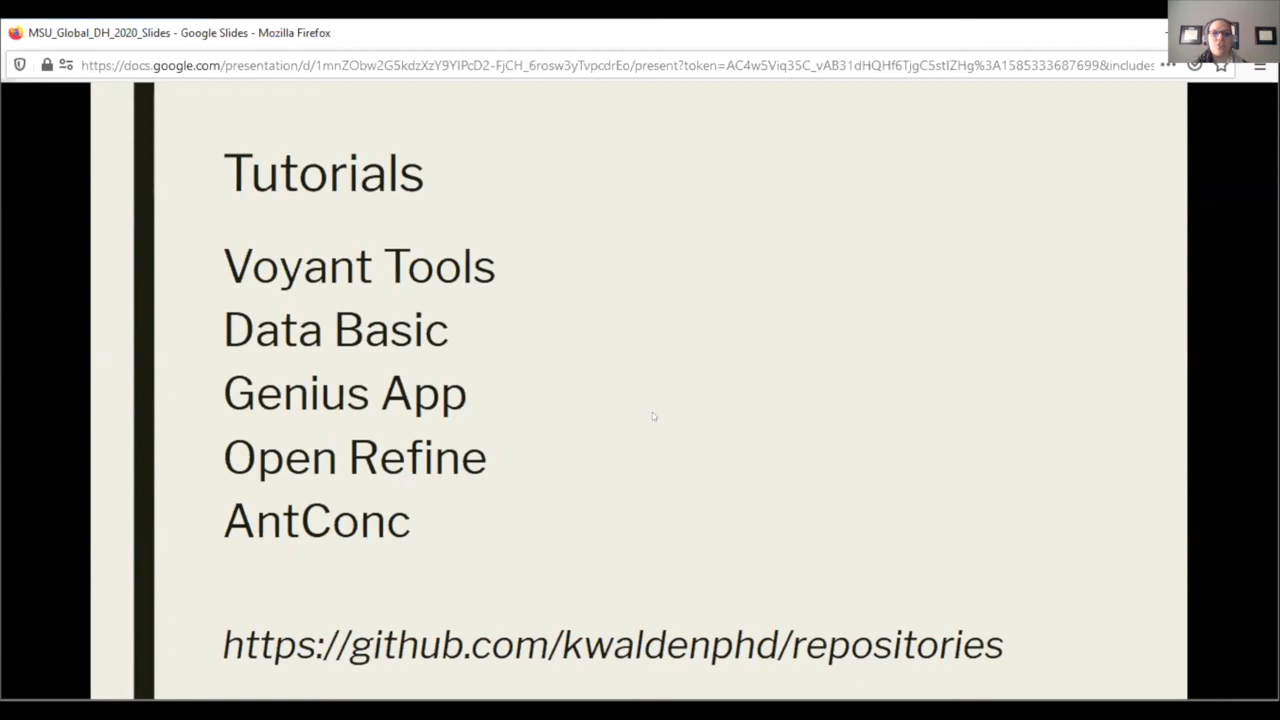 MSU_Global_DH_2020_Slides - Google Slides - Mozilla Firefox
https://docs.google.com/presentation/d/1mnZObw2G5kdzXzY9YIPcD2-FjCH_6rosw3yTvpcdrEo/present?token=AC4w5Viq35C_vAB31dHQHf6TjgC5stIZHg%3A1585333687699&includes
Tutorials
Voyant Tools
Data Basic
Genius App
Open Refine
AntConc
https://github.com/kwaldenphd/repositories